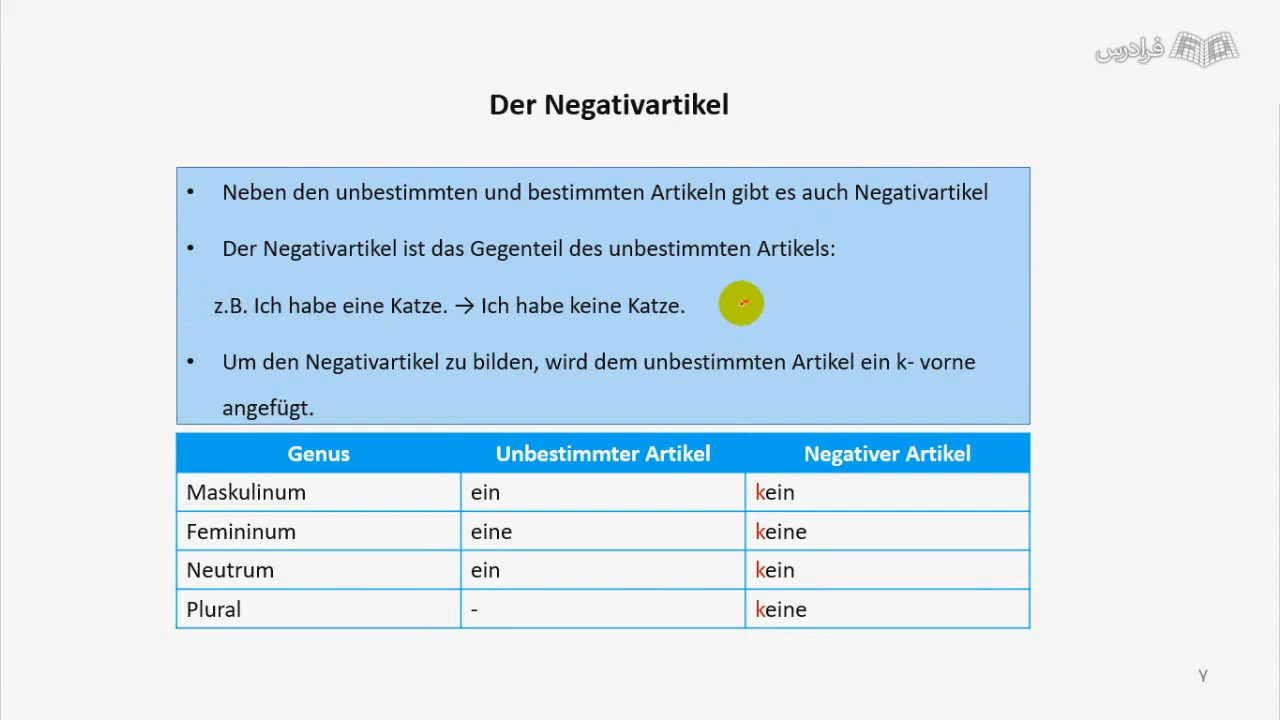 فرادرس
Der Negativartikel
• Neben den unbestimmten und bestimmten Artikeln gibt es auch Negativartikel
• Der Negativartikel ist das Gegenteil des unbestimmten Artikels:
z.B. Ich habe eine Katze. → Ich habe keine Katze.
• Um den Negativartikel zu bilden, wird dem unbestimmten Artikel ein k- vorne
angefügt.
Genus Unbestimmter Artikel Negativer Artikel
Maskulinum ein kein
Femininum eine keine
Neutrum ein kein
Plural - keine
۷